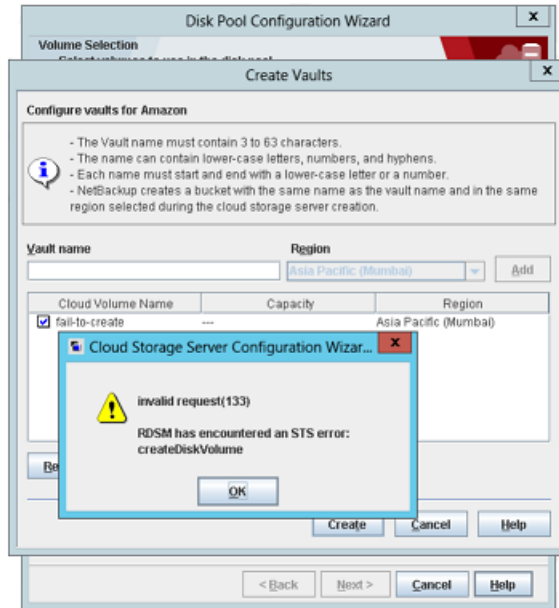 Disk Pool Configuration Wizard
x
Volume Selection
Create Vaults
x
Configure vaults for Amazon
- The Vault name must contain 3 to 63 characters.
- The name can contain lower-case letters, numbers, and hyphens.
- Each name must start and end with a lower-case letter or a number.
- NetBackup creates a bucket with the same name as the vault name and in the same
region selected during the cloud storage server creation.
Vault name Region
Asia Pacific (Mumbai) Add
Cloud Volume Name Capacity Region
fail-to-create --- Asia Pacific (Mumbai)
Cloud Storage Server Configuration Wizar... x
invalid request(133)
RDSM has encountered an STS error:
createDiskVolume
OK
Create Cancel Help
< Back Next > Cancel Help